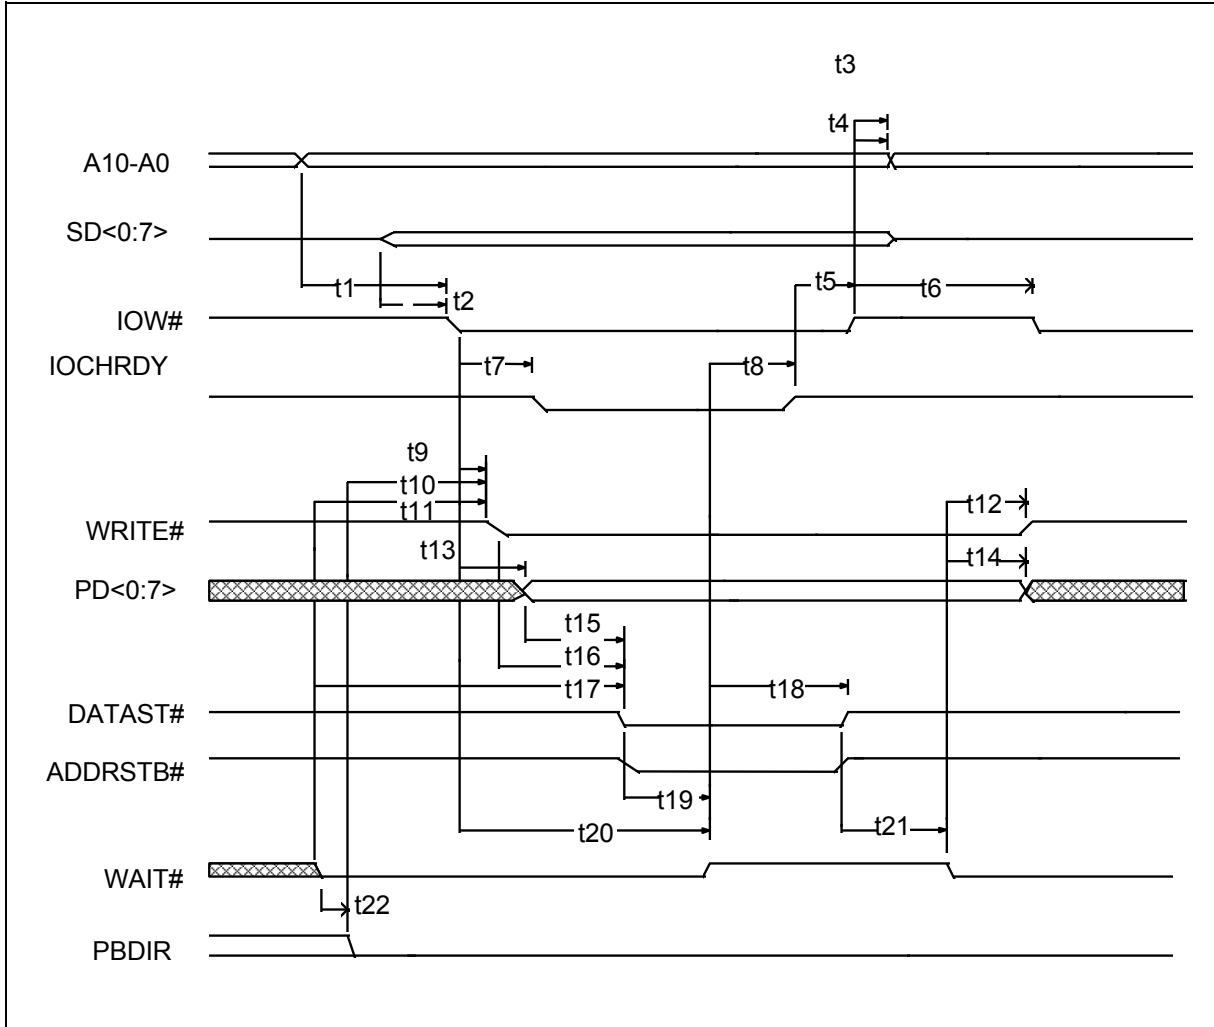 t3
t4
A10-A0
SD<0:7>
t5
t1
t6
t2
IOW#
IOCHRDY
t7
t8
t9
t10
t11
t12
WRITE#
t13
t14
PD<0:7>
t15
t16
t17
t18
DATAST#
ADDRSTB#
t19
t20
t21
WAIT#
t22
PBDIR